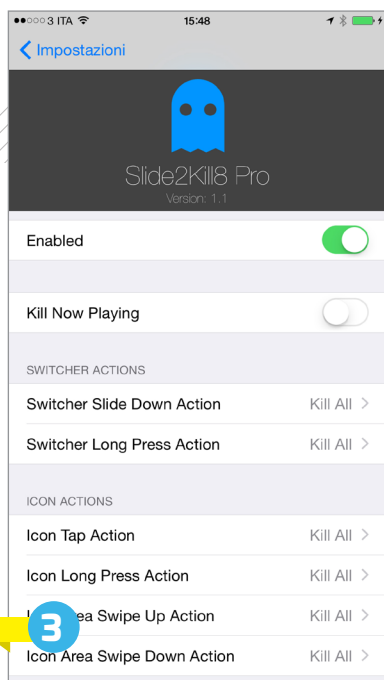 3 ITA 15:48
Impostazioni
Slide2Kill8 Pro
Version: 1.1
Enabled
Kill Now Playing
SWITCHER ACTIONS
Switcher Slide Down Action Kill All
Switcher Long Press Action Kill All
ICON ACTIONS
Icon Tap Action Kill All
Icon Long Press Action Kill All
ea Swipe Up Action Kill All
3
Icon Area Swipe Down Action Kill All